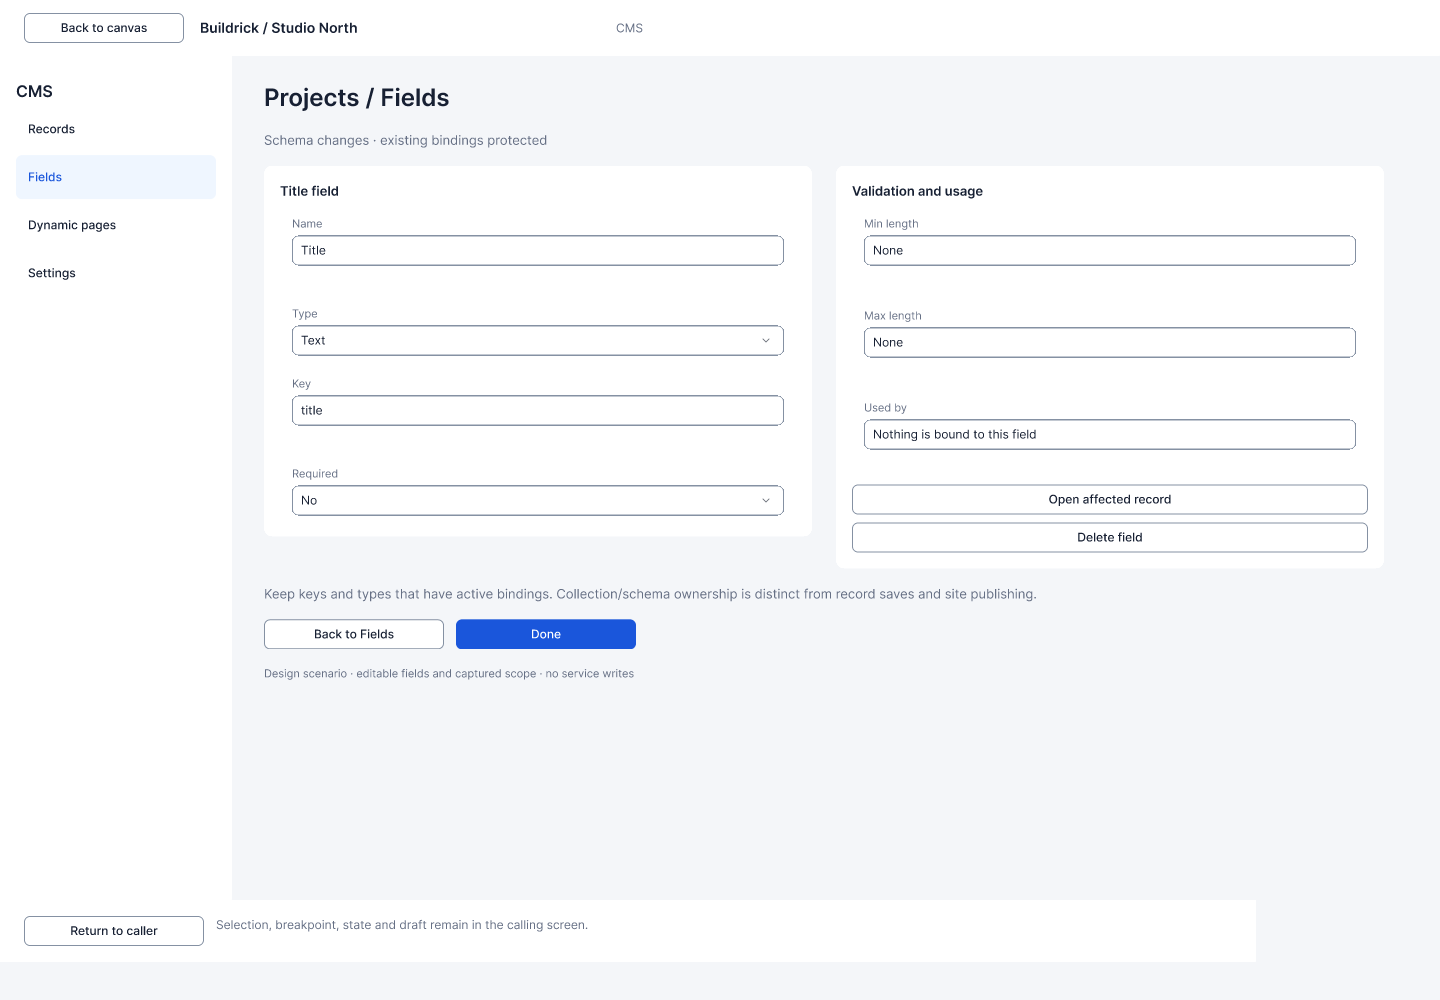 Back to canvas
Buildrick / Studio North
CMS
CMS
Records
Fields
Dynamic pages
Settings
Projects / Fields
Schema changes · existing bindings protected
Title field
Name
Title
Type
Text
Key
title
Required
No
Validation and usage
Min length
None
Max length
None
Used by
Nothing is bound to this field
Open affected record
Delete field
Keep keys and types that have active bindings. Collection/schema ownership is distinct from record saves and site publishing.
Back to Fields
Done
Design scenario · editable fields and captured scope · no service writes
Return to caller
Selection, breakpoint, state and draft remain in the calling screen.